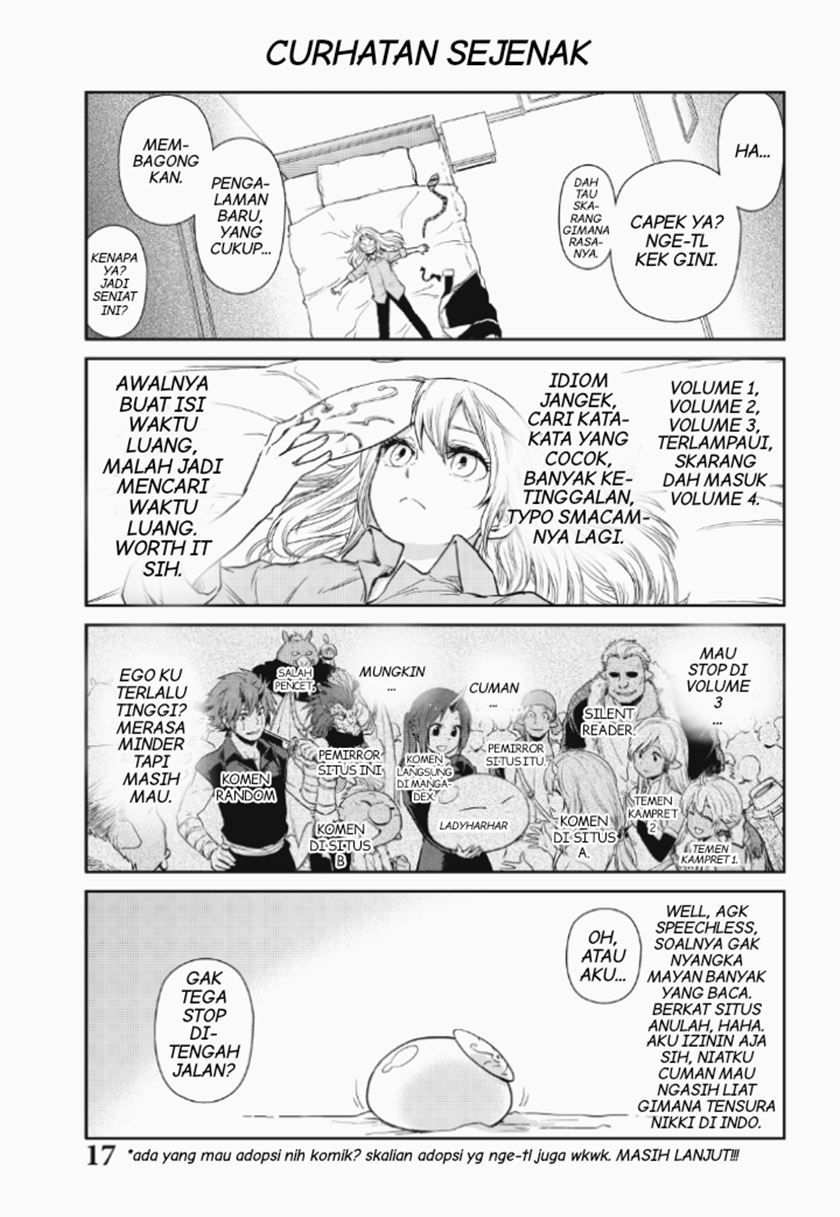 CURHATAN SEJENAK
HA...
CAPEK YA?
NGE-TL
KEK GINI.
DAH
TAU
SKA-
RANG
GIMANA
RASA-
NYA.
PENGA-
LAMAN
BARU,
YANG
CUKUP...
MEM-
BAGONG
KAN.
KENAPA
YA?
JADI
SENIAT
INI?
VOLUME 1,
VOLUME 2,
VOLUME 3,
TERLAMPAUI,
SKARANG
DAH MASUK
VOLUME 4.
IDIOM
JANGEK,
CARI KATA-
KATA YANG
COCOK,
BANYAK KE-
TINGGALAN,
TYPO SMACAM-
NYA LAGI.
AWALNYA
BUAT ISI
WAKTU
LUANG,
MALAH JADI
MENCARI
WAKTU
LUANG.
WORTH IT
SIH.
MAU
STOP DI
VOLUME
3
...
SILENT
READER.
TEMEN
KAMPRET
2
TEMEN
KAMPRET 1.
CUMAN
...
PEMIRROR
SITUS ITU.
KOMEN
DI SITUS
A.
LADYHARHAR
KOMEN
LANGSUNG
DI MANGA-
DEX.
MUNGKIN
...
SALAH
PENCET.
PEMIRROR
SITUS INI
KOMEN
DI SITUS
B
KOMEN
RANDOM
EGO KU
TERLALU
TINGGI?
MERASA
MINDER
TAPI
MASIH
MAU.
WELL, AGK
SPEECHLESS,
SOALNYA GAK
NYANGKA
MAYAN BANYAK
YANG BACA.
BERKAT SITUS
ANULAH, HAHA.
AKU IZININ AJA
SIH, NIATKU
CUMAN MAU
NGASIH LIAT
GIMANA TENSURA
NIKKI DI INDO.
OH,
ATAU
AKU...
GAK
TEGA
STOP
DI-
TENGAH
JALAN?
17 *ada yang mau adopsi nih komik? skalian adopsi yg nge-tl juga wkwk. MASIH LANJUT!!!